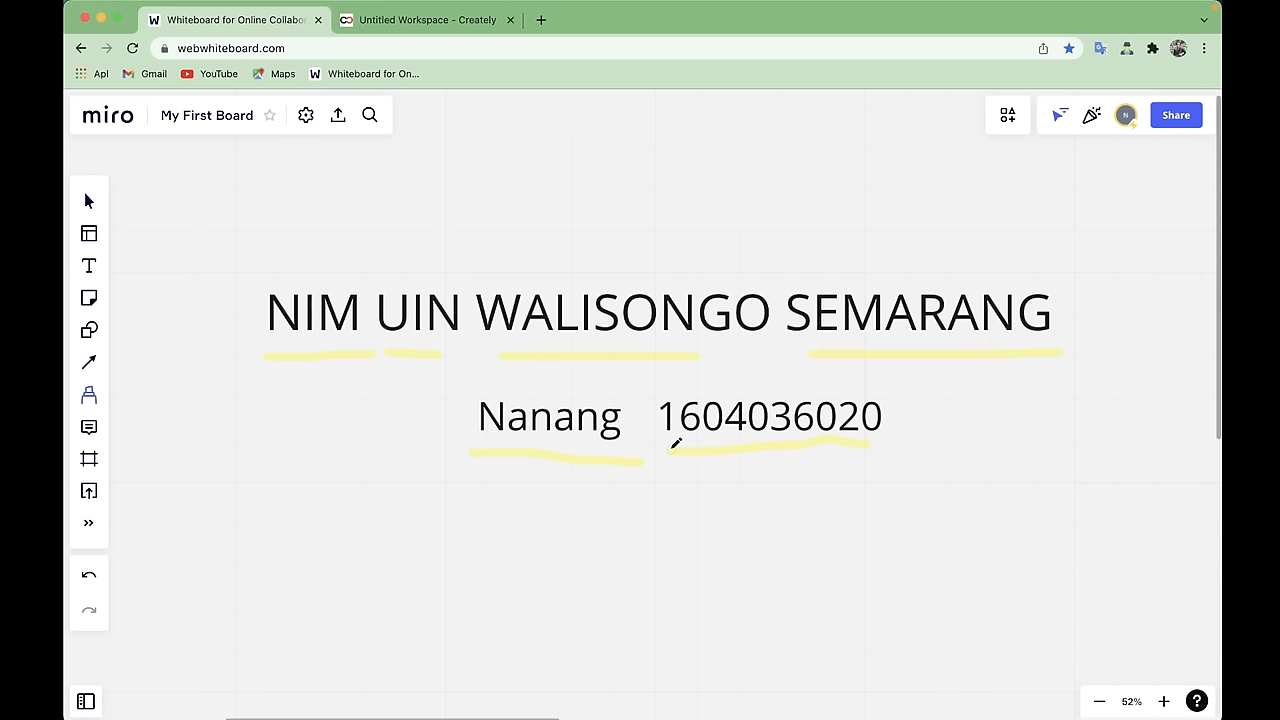 Whiteboard for Online Collabo
Untitled Workspace - Creately
webwhiteboard.com
Apl
Gmail
YouTube
Maps
Whiteboard for On...
miro
My First Board
N
Share
NIM UIN WALISONGO SEMARANG
Nanang 1604036020
52%